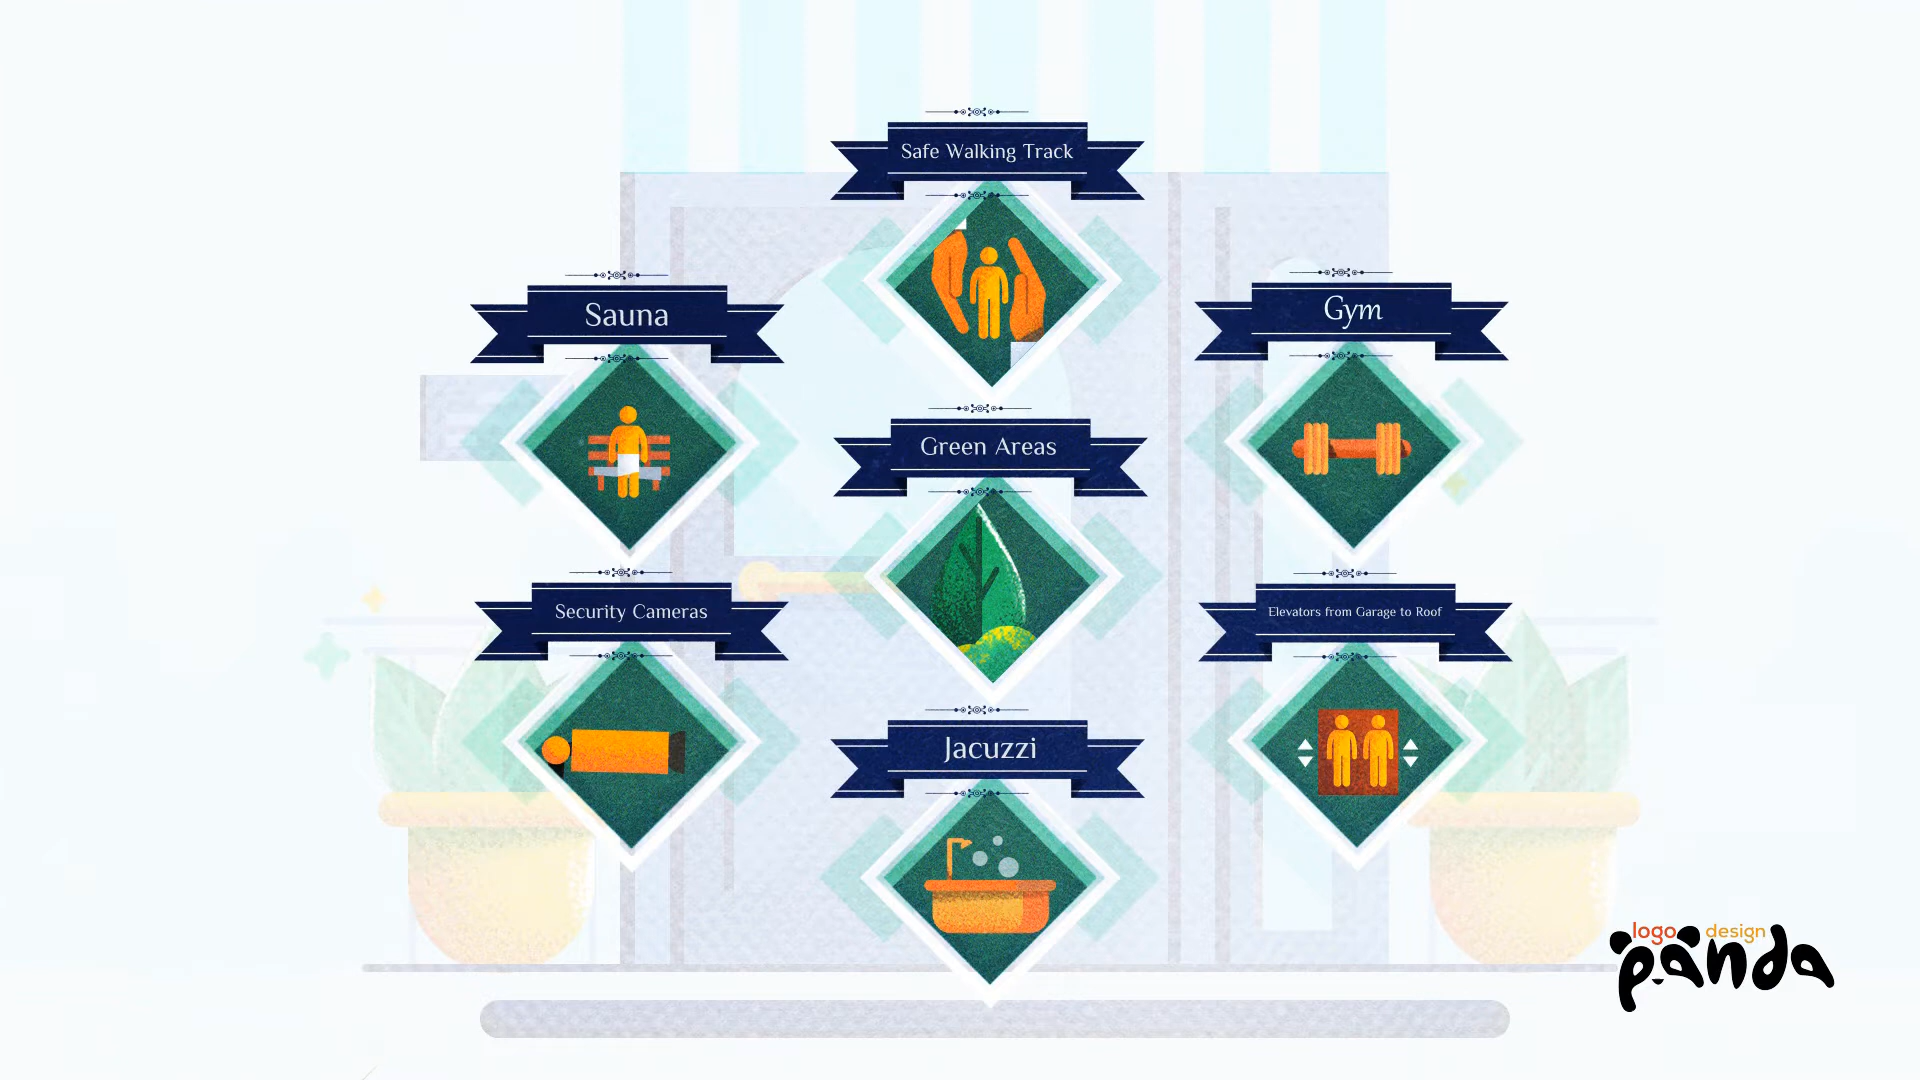 Safe Walking Track
Sauna
Gym
Green Areas
Security Cameras
Elevators from Garage to Roof
Jacuzzi
logo design
panda